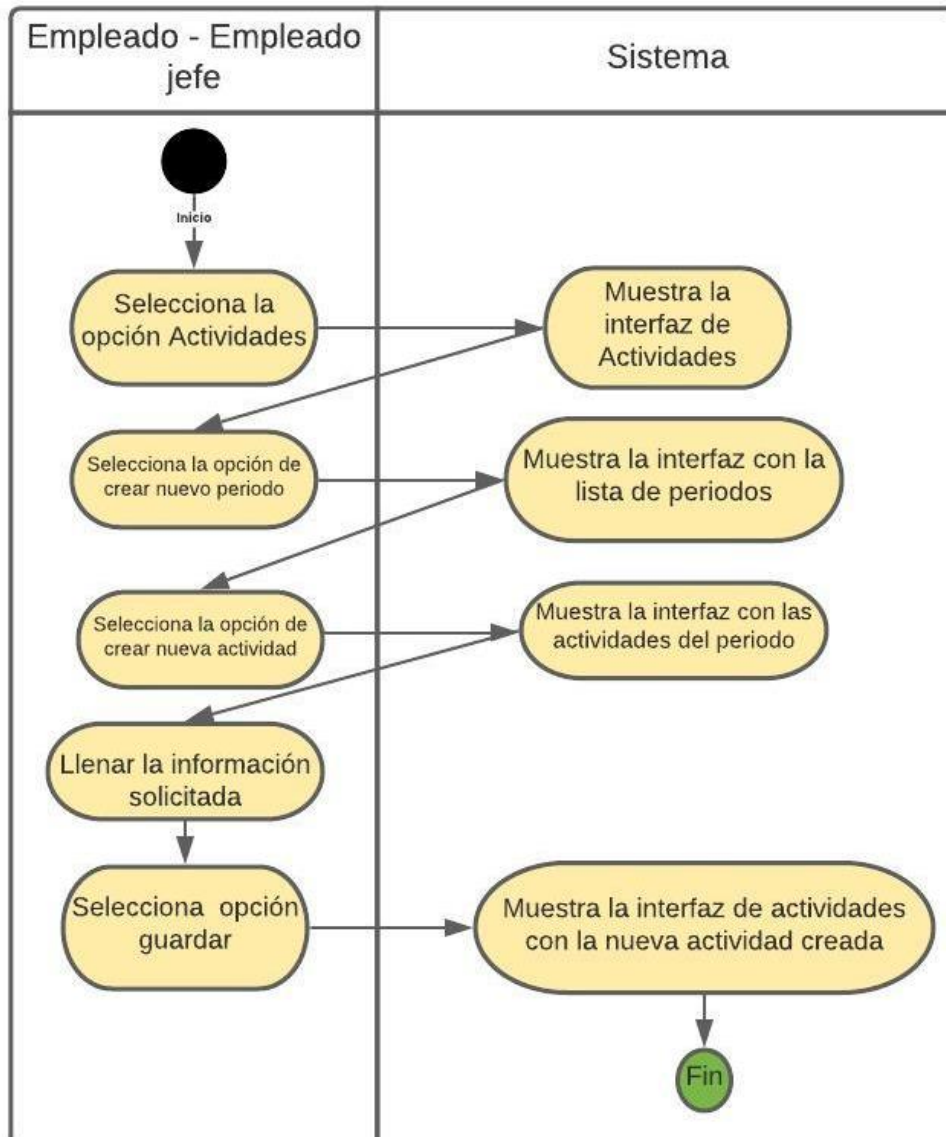 Empleado - Empleado
jefe
Sistema
Inicio
Selecciona la
opción Actividades
Muestra la
interfaz de
Actividades
Selecciona la opción de
crear nuevo periodo
Muestra la interfaz con la
lista de periodos
Selecciona la opción de
crear nueva actividad
Muestra la interfaz con las
actividades del periodo
Llenar la información
solicitada
Selecciona opción
guardar
Muestra la interfaz de actividades
con la nueva actividad creada
Fin